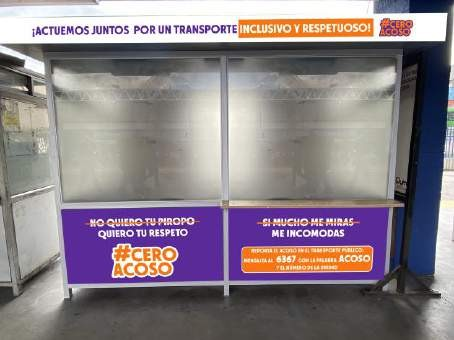 ¡ACTUEMOS JUNTOS POR UN TRANSPORTE INCLUSIVO Y RESPETUOSO!
#CERO
ACOSO
NO QUIERO TU PIROPO
QUIERO TU RESPETO
#CERO
ACOSO
SI MUCHO ME MIRAS
ME INCOMODAS
REPORTA EL ACOSO EN EL TRANSPORTE PÚBLICO:
MENSAJEA AL 6367 CON LA PALABRA ACOSO
Y EL NÚMERO DE LA UNIDAD